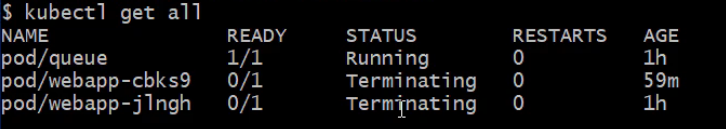 $ kubectl get all
NAME READY STATUS RESTARTS AGE
pod/queue 1/1 Running 0 1h
pod/webapp-cbks9 0/1 Terminating 0 59m
pod/webapp-jlngh 0/1 Terminating 0 1h